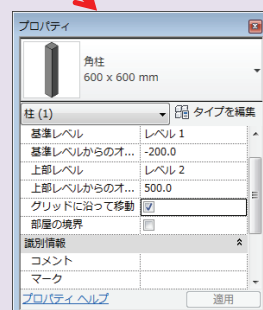 プロパティ
角柱
600 x 600 mm
柱 (1)
タイプを編集
基準レベル レベル 1
基準レベルからのオ... -200.0
上部レベル レベル 2
上部レベルからのオ... 500.0
グリッドに沿って移動
部屋の境界
識別情報
コメント
マーク
プロパティ ヘルプ 適用